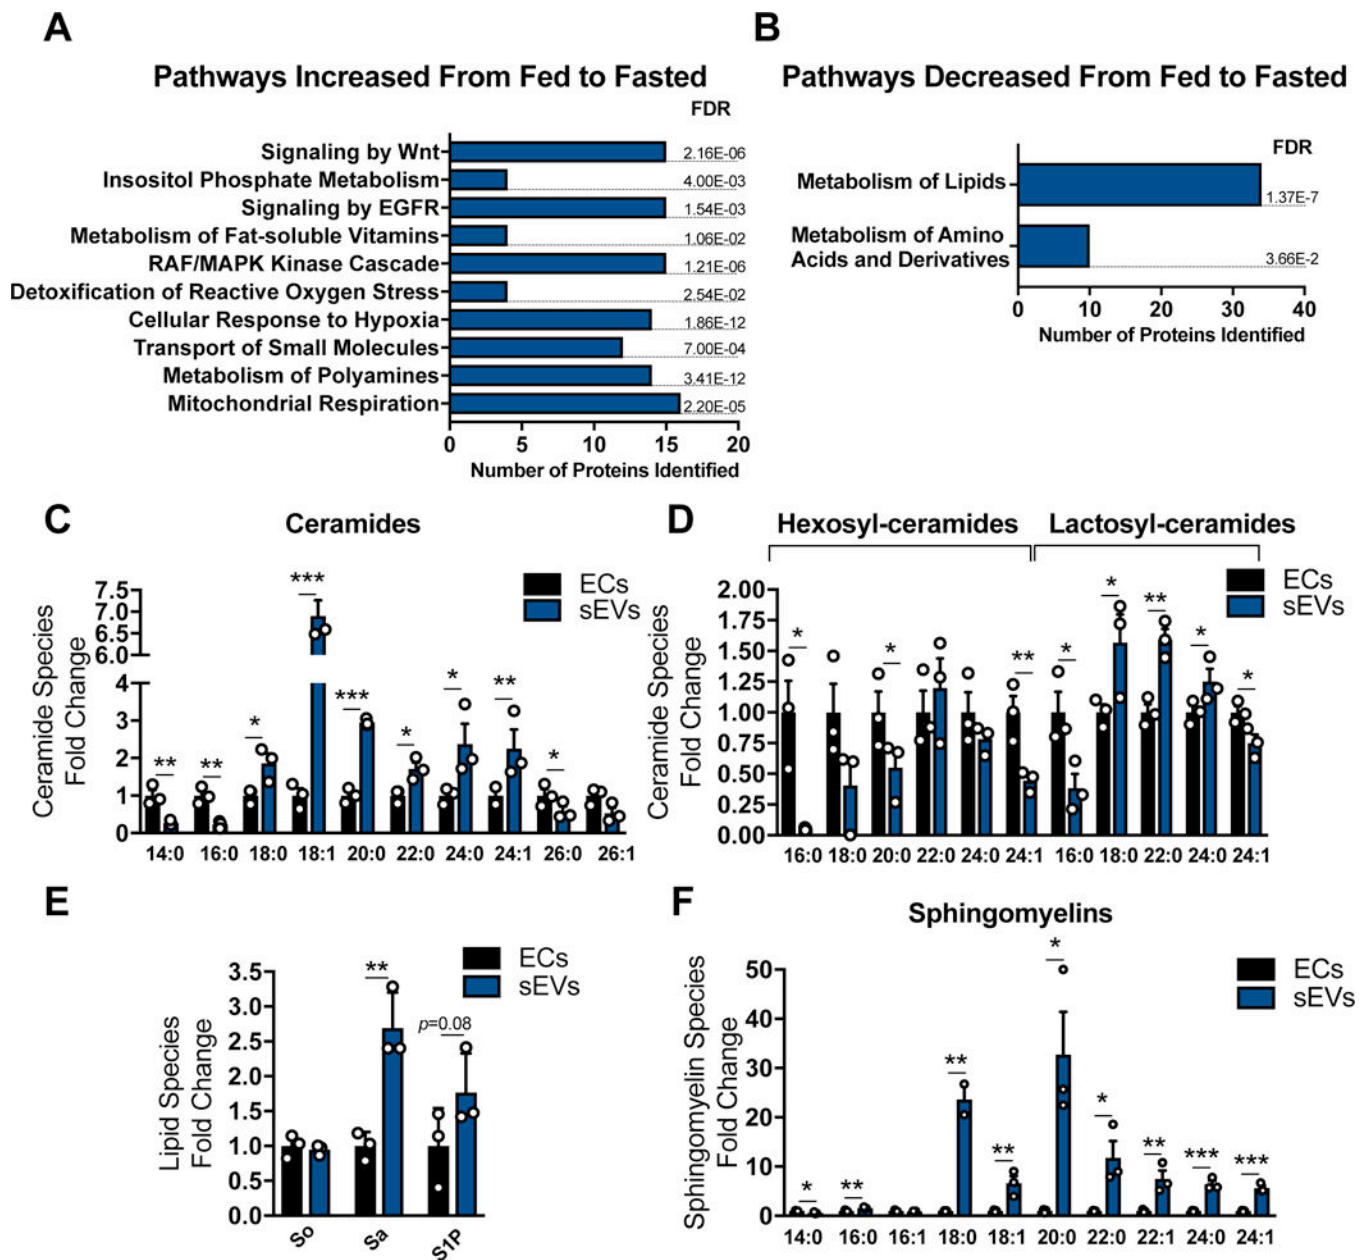 A
Pathways Increased From Fed to Fasted
FDR
Signaling by Wnt 2.16E-06
Insositol Phosphate Metabolism 4.00E-03
Signaling by EGFR 1.54E-03
Metabolism of Fat-soluble Vitamins 1.06E-02
RAF/MAPK Kinase Cascade 1.21E-06
Detoxification of Reactive Oxygen Stress 2.54E-02
Cellular Response to Hypoxia 1.86E-12
Transport of Small Molecules 7.00E-04
Metabolism of Polyamines 3.41E-12
Mitochondrial Respiration 2.20E-05
0 5 10 15 20
Number of Proteins Identified
B
Pathways Decreased From Fed to Fasted
FDR
Metabolism of Lipids 1.37E-7
Metabolism of Amino
Acids and Derivatives 3.66E-2
0 10 20 30 40
Number of Proteins Identified
C
Ceramides
ECs
sEVs
Ceramide Species
Fold Change
7.5
7.0
6.5
6.0
4
3
2
1
0
** ** * *** *** * * ** *
14:0 16:0 18:0 18:1 20:0 22:0 24:0 24:1 26:0 26:1
D
Hexosyl-ceramides Lactosyl-ceramides
ECs
sEVs
Ceramide Species
Fold Change
2.00
1.75
1.50
1.25
1.00
0.75
0.50
0.25
0.00
* * ** * * ** * *
16:0 18:0 20:0 22:0 24:0 24:1 16:0 18:0 22:0 24:0 24:1
E
ECs
sEVs
Lipid Species
Fold Change
3.5
3.0
2.5
2.0
1.5
1.0
0.5
0.0
** p=0.08
So Sa S1P
F
Sphingomyelins
ECs
sEVs
Sphingomyelin Species
Fold Change
50
40
30
20
10
0
* ** ** ** * * ** *** ***
14:0 16:0 16:1 18:0 18:1 20:0 22:0 22:1 24:0 24:1